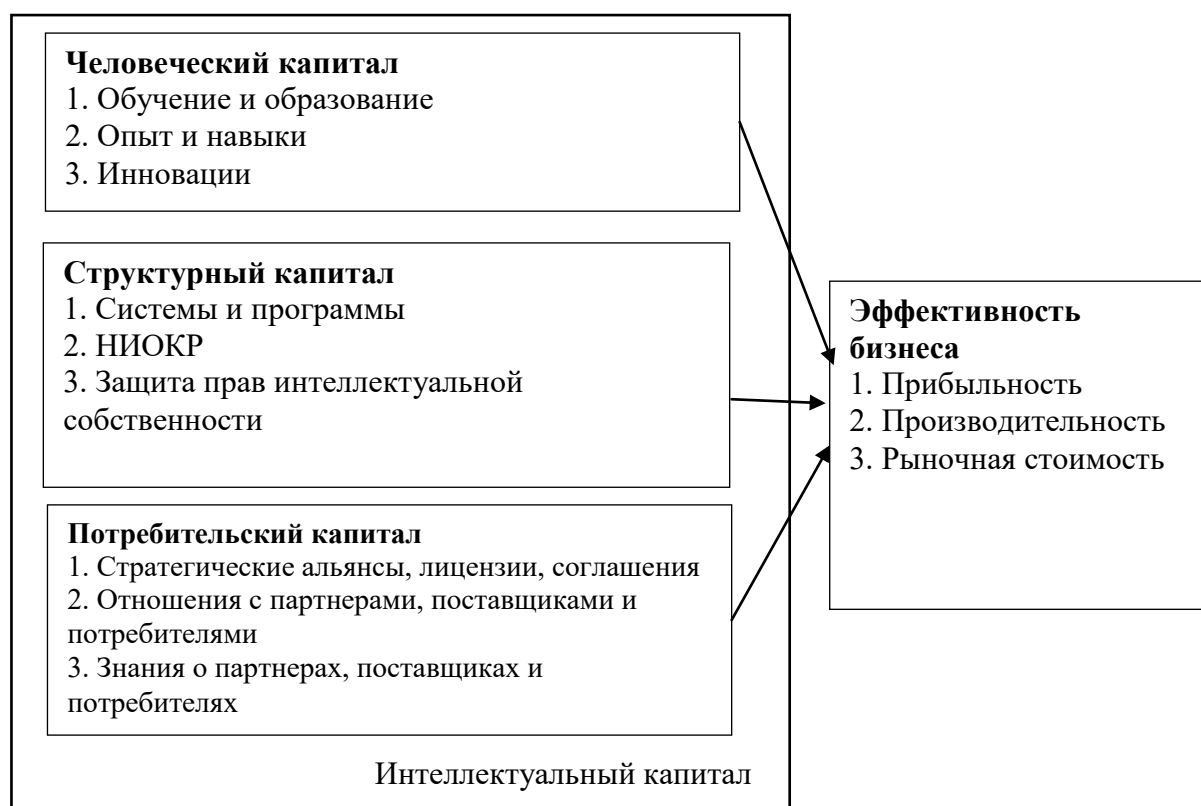 Человеческий капитал
1. Обучение и образование
2. Опыт и навыки
3. Инновации
Структурный капитал
1. Системы и программы
2. НИОКР
3. Защита прав интеллектуальной
собственности
Потребительский капитал
1. Стратегические альянсы, лицензии, соглашения
2. Отношения с партнерами, поставщиками и
потребителями
3. Знания о партнерах, поставщиках и
потребителях
Интеллектуальный капитал
Эффективность
бизнеса
1. Прибыльность
2. Производительность
3. Рыночная стоимость